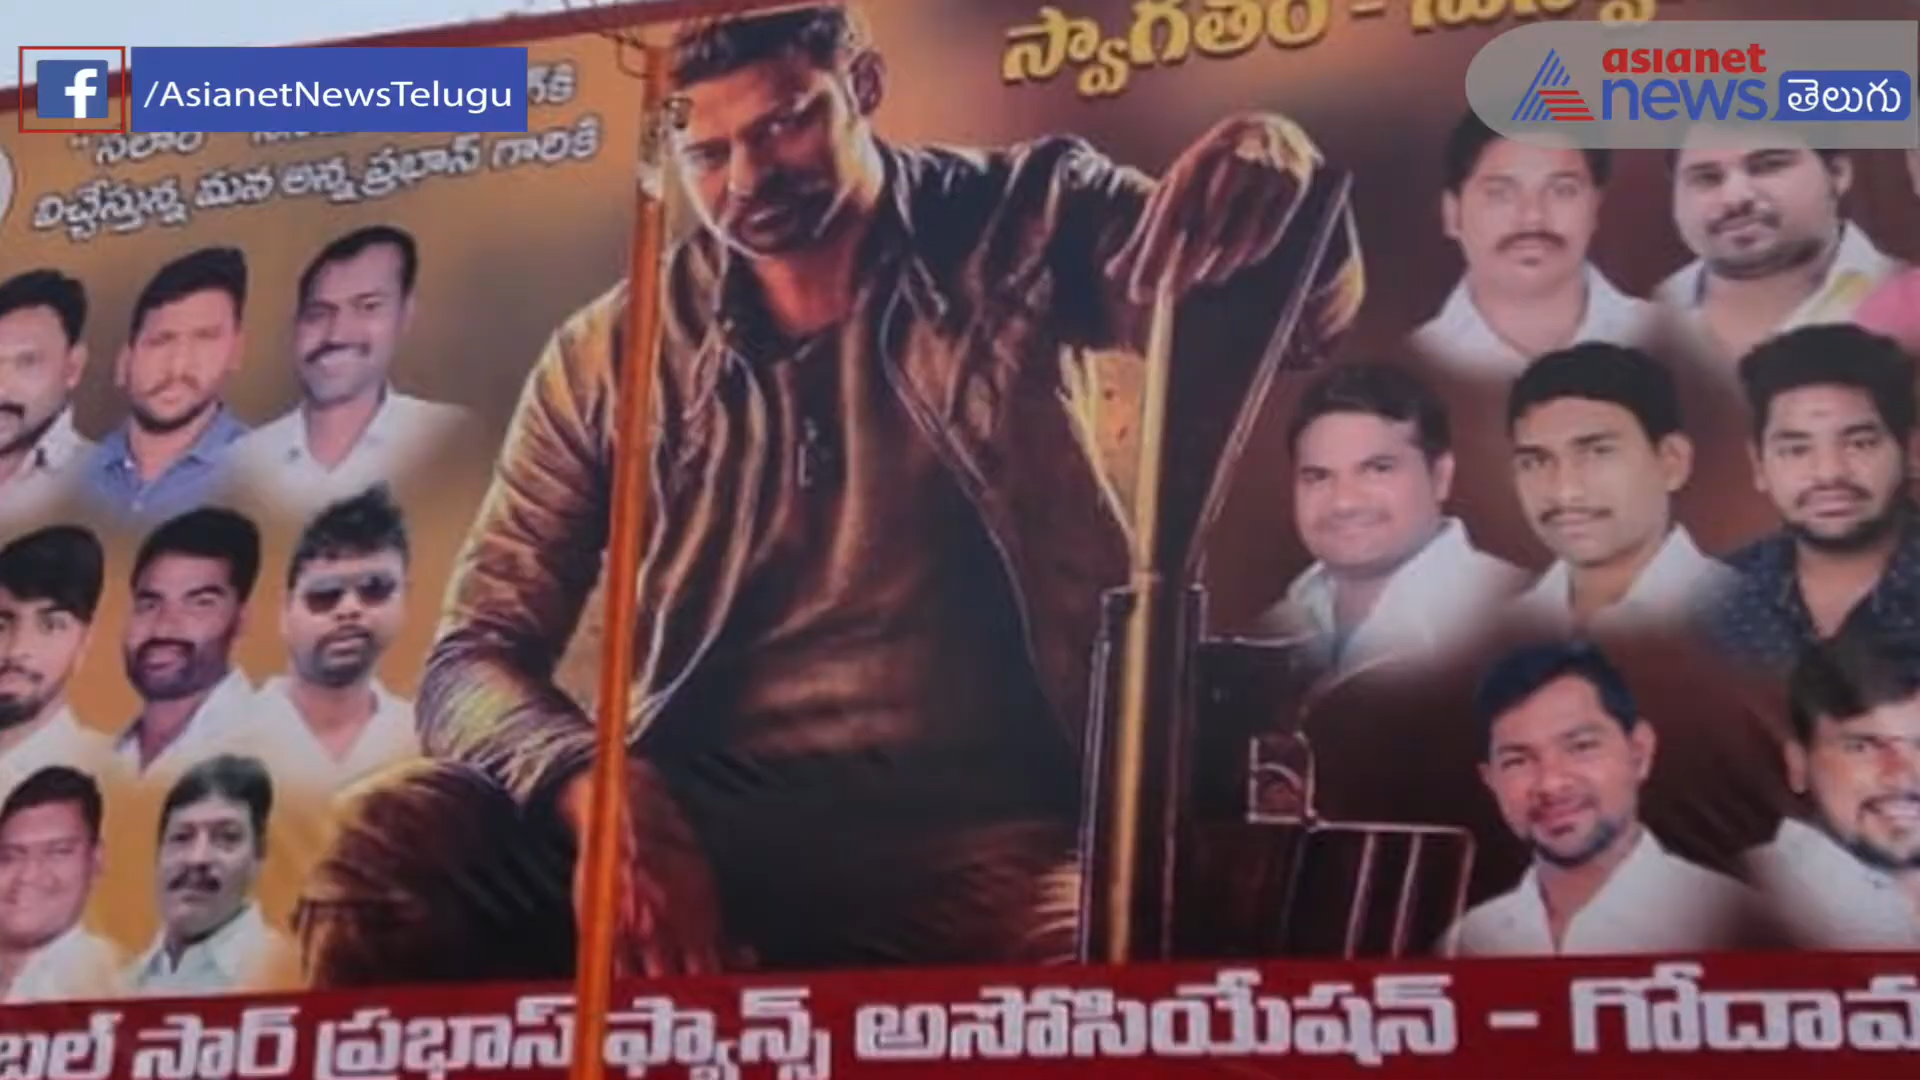 /AsianetNewsTelugu
స్వాగతం -
asianet
news తెలుగు
విచ్చేస్తున్న మన అన్న ప్రభాస్ గారికి
సార్ ప్రభాస్ ఫ్యాన్స్ అసోసియేషన్ -